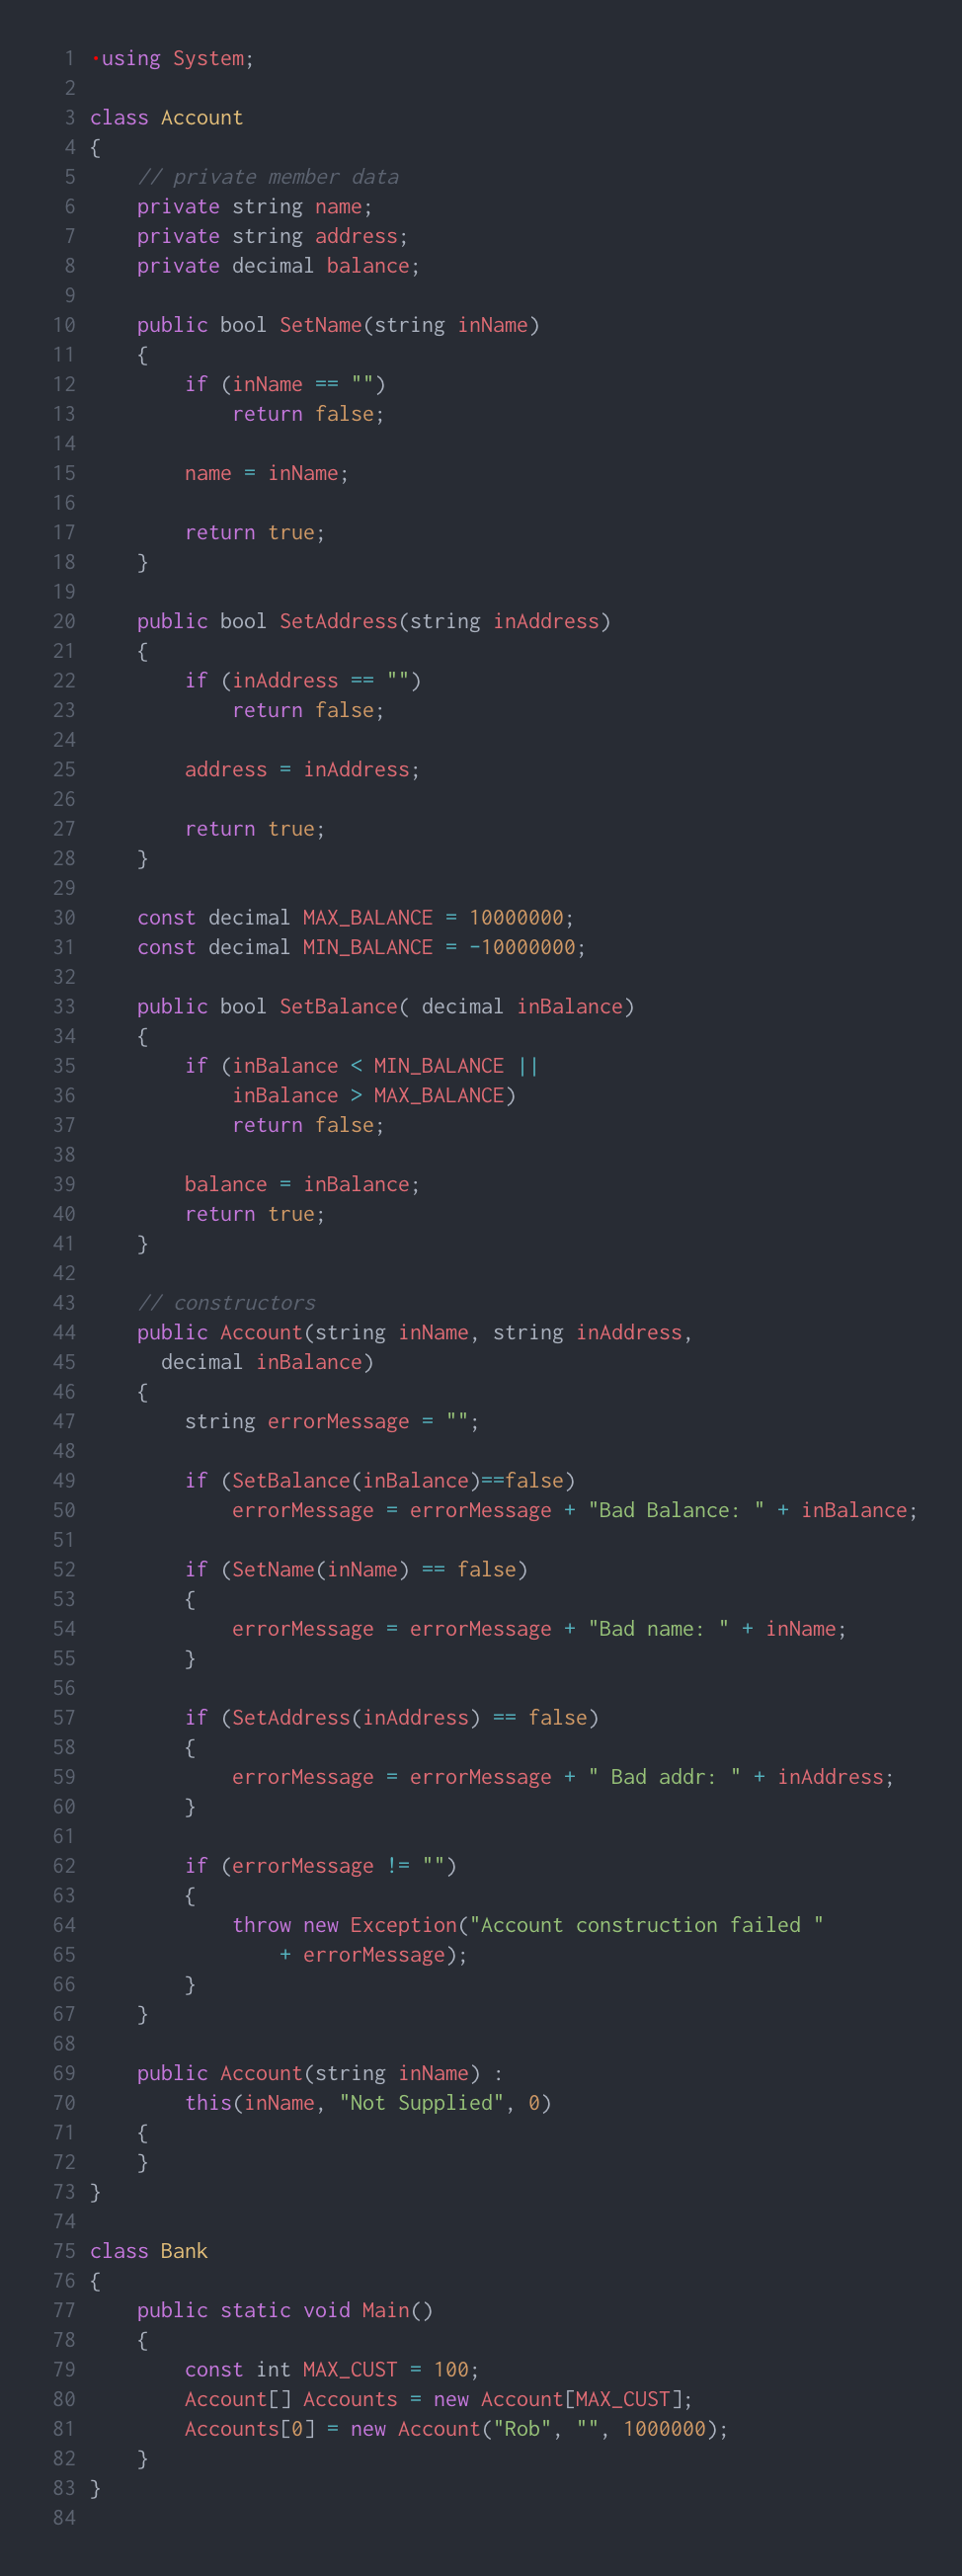 1 ·using System;
2
3 class Account
4 {
5     // private member data
6     private string name;
7     private string address;
8     private decimal balance;
9
10     public bool SetName(string inName)
11     {
12         if (inName == "")
13             return false;
14
15         name = inName;
16
17         return true;
18     }
19
20     public bool SetAddress(string inAddress)
21     {
22         if (inAddress == "")
23             return false;
24
25         address = inAddress;
26
27         return true;
28     }
29
30     const decimal MAX_BALANCE = 10000000;
31     const decimal MIN_BALANCE = -10000000;
32
33     public bool SetBalance( decimal inBalance)
34     {
35         if (inBalance < MIN_BALANCE ||
36             inBalance > MAX_BALANCE)
37             return false;
38
39         balance = inBalance;
40         return true;
41     }
42
43     // constructors
44     public Account(string inName, string inAddress,
45       decimal inBalance)
46     {
47         string errorMessage = "";
48
49         if (SetBalance(inBalance)==false)
50             errorMessage = errorMessage + "Bad Balance: " + inBalance;
51
52         if (SetName(inName) == false)
53         {
54             errorMessage = errorMessage + "Bad name: " + inName;
55         }
56
57         if (SetAddress(inAddress) == false)
58         {
59             errorMessage = errorMessage + " Bad addr: " + inAddress;
60         }
61
62         if (errorMessage != "")
63         {
64             throw new Exception("Account construction failed "
65                 + errorMessage);
66         }
67     }
68
69     public Account(string inName) :
70         this(inName, "Not Supplied", 0)
71     {
72     }
73 }
74
75 class Bank
76 {
77     public static void Main()
78     {
79         const int MAX_CUST = 100;
80         Account[] Accounts = new Account[MAX_CUST];
81         Accounts[0] = new Account("Rob", "", 1000000);
82     }
83 }
84